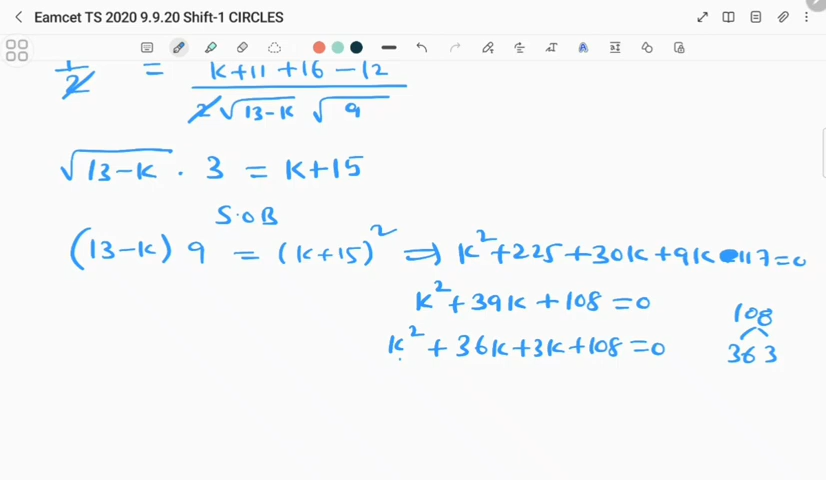 Eamcet TS 2020 9.9.20 Shift-1 CIRCLES
1/2 = (k+11+16-12)/(2√(13-k) √9)
√(13-k) · 3 = k+15
S.O.B
(13-k) 9 = (k+15)² ⇒ k²+225+30k+9k-117=0
k²+39k+108=0
108
k²+36k+3k+108=0
36 3